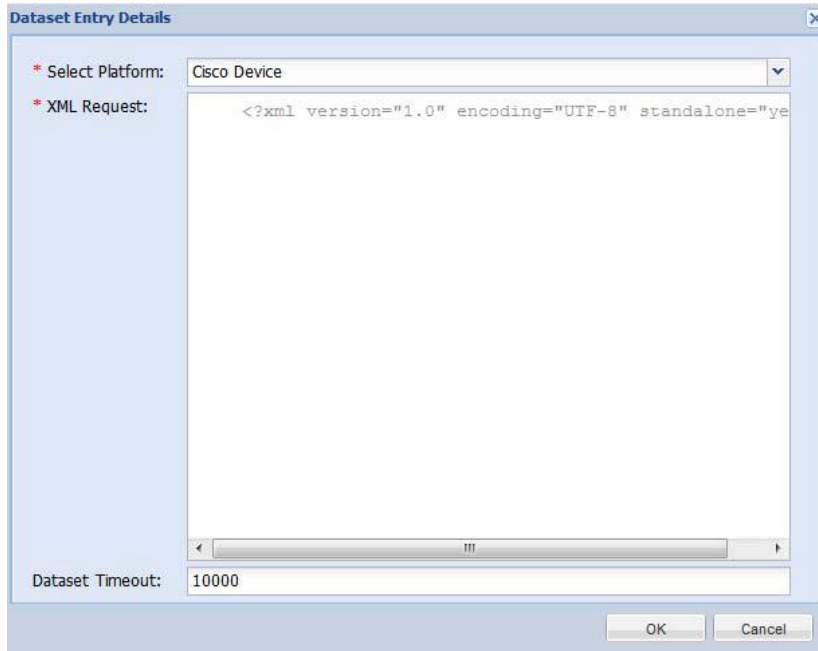 Dataset Entry Details
* Select Platform: Cisco Device
* XML Request: <?xml version="1.0" encoding="UTF-8" standalone="ye
Dataset Timeout: 10000
OK Cancel